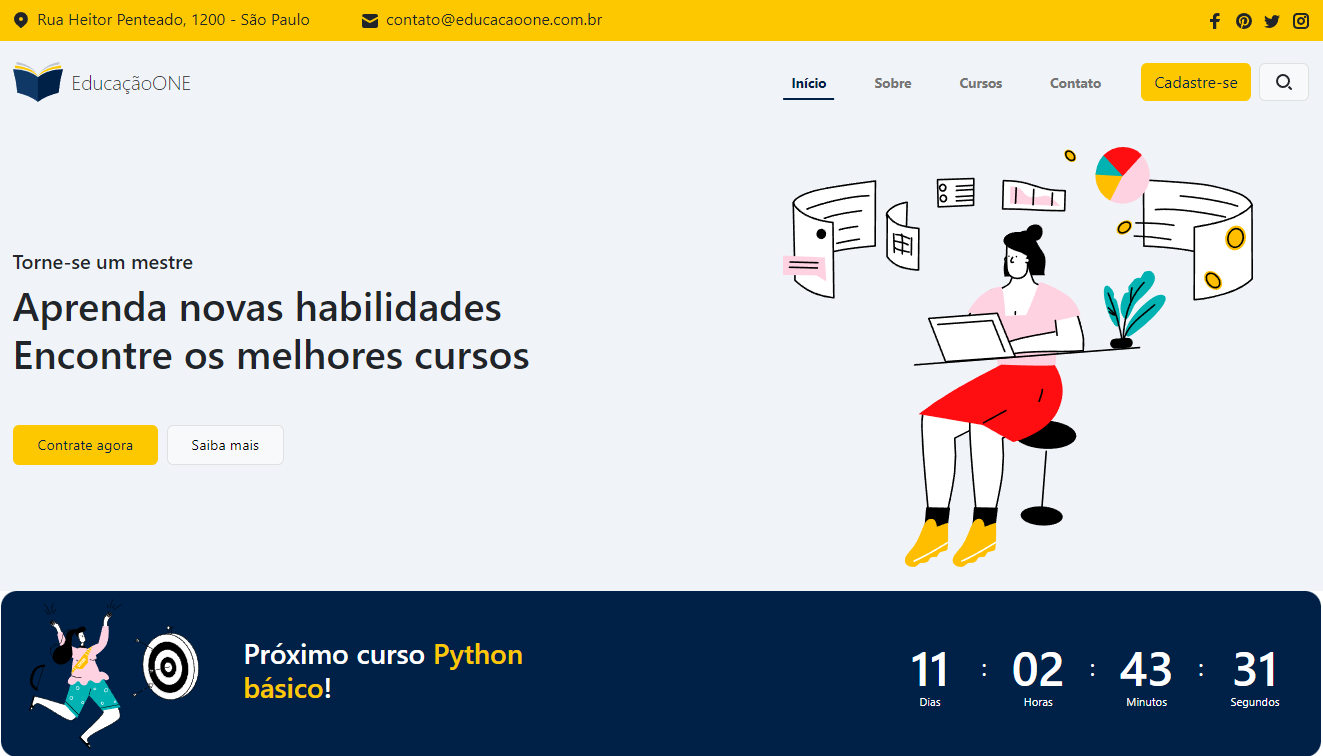 Rua Heitor Penteado, 1200 - São Paulo
contato@educacaoone.com.br
EducaçãoONE
Início
Sobre
Cursos
Contato
Cadastre-se
Torne-se um mestre
Aprenda novas habilidades
Encontre os melhores cursos
Contrate agora
Saiba mais
Próximo curso Python
básico!
11 : 02 : 43 : 31
Dias Horas Minutos Segundos